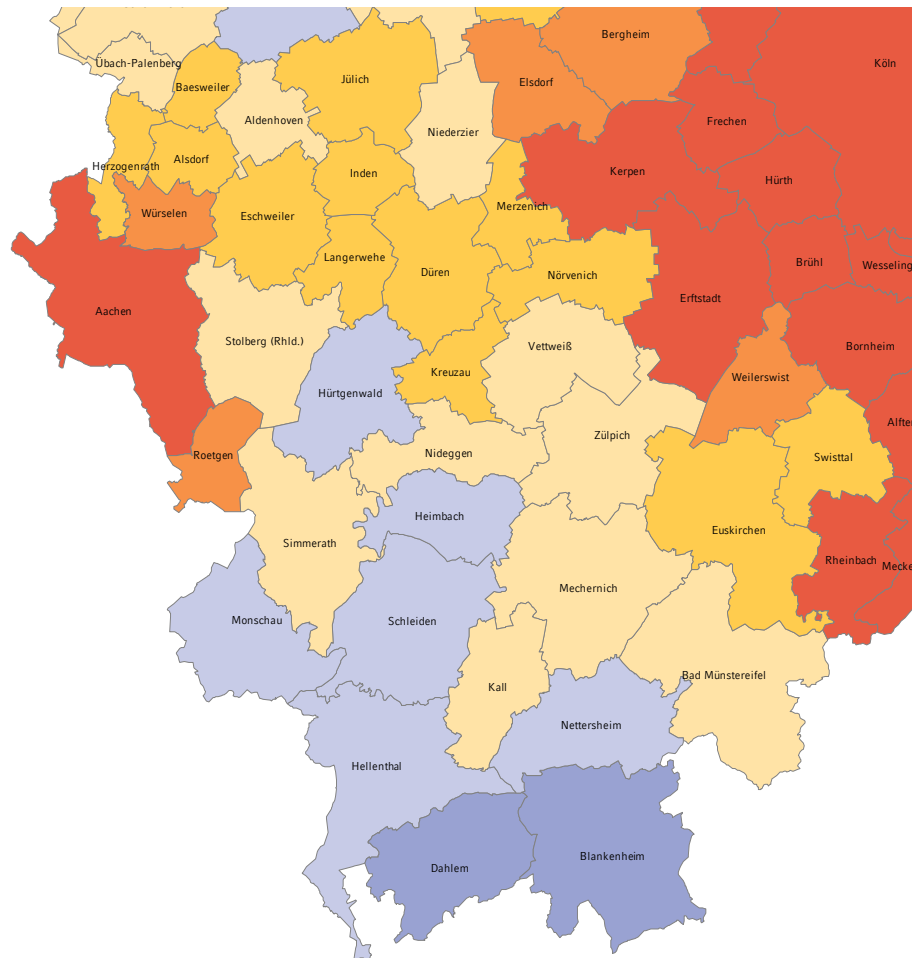 Bergheim
Übach-Palenberg
Köln
Jülich
Elsdorf
Baesweiler
Aldenhoven
Frechen
Niederzier
Alsdorf
Herzogenrath
Inden
Kerpen
Hürth
Merzenich
Würselen
Eschweiler
Langerwehe
Düren
Nörvenich
Brühl
Wesseling
Erftstadt
Aachen
Stolberg (Rhld.)
Vettweiß
Bornheim
Kreuzau
Weilerswist
Hürtgenwald
Alfter
Zülpich
Roetgen
Nideggen
Swisttal
Heimbach
Euskirchen
Simmerath
Rheinbach
Mecke
Mechernich
Monschau
Schleiden
Bad Münstereifel
Kall
Nettersheim
Hellenthal
Blankenheim
Dahlem